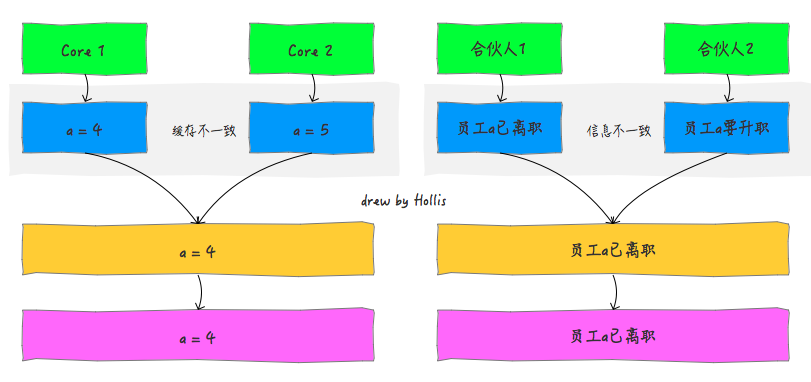 Core 1
Core 2
合伙人1
合伙人2
a = 4
缓存不一致
a = 5
员工a已离职
信息不一致
员工a要升职
drew by Hollis
a = 4
员工a已离职
a = 4
员工a已离职